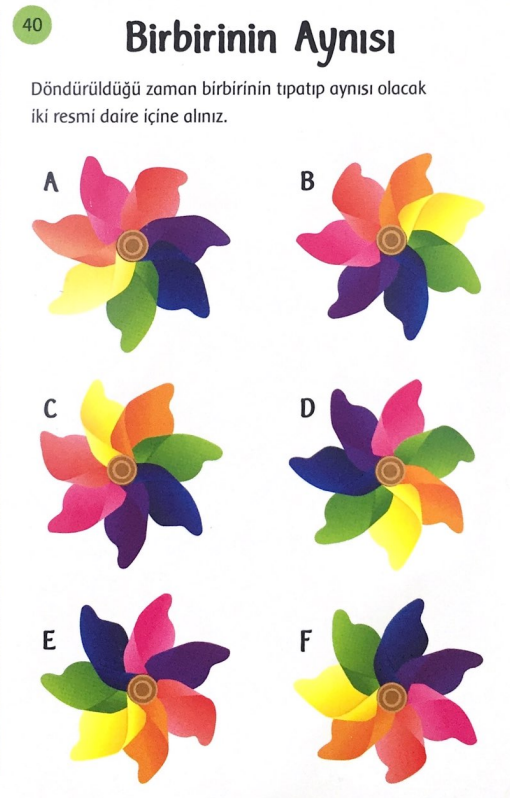 40
Birbirinin Aynısı
Döndürüldüğü zaman birbirinin tıpatıp aynısı olacak
iki resmi daire içine alınız.
A
B
C
D
E
F